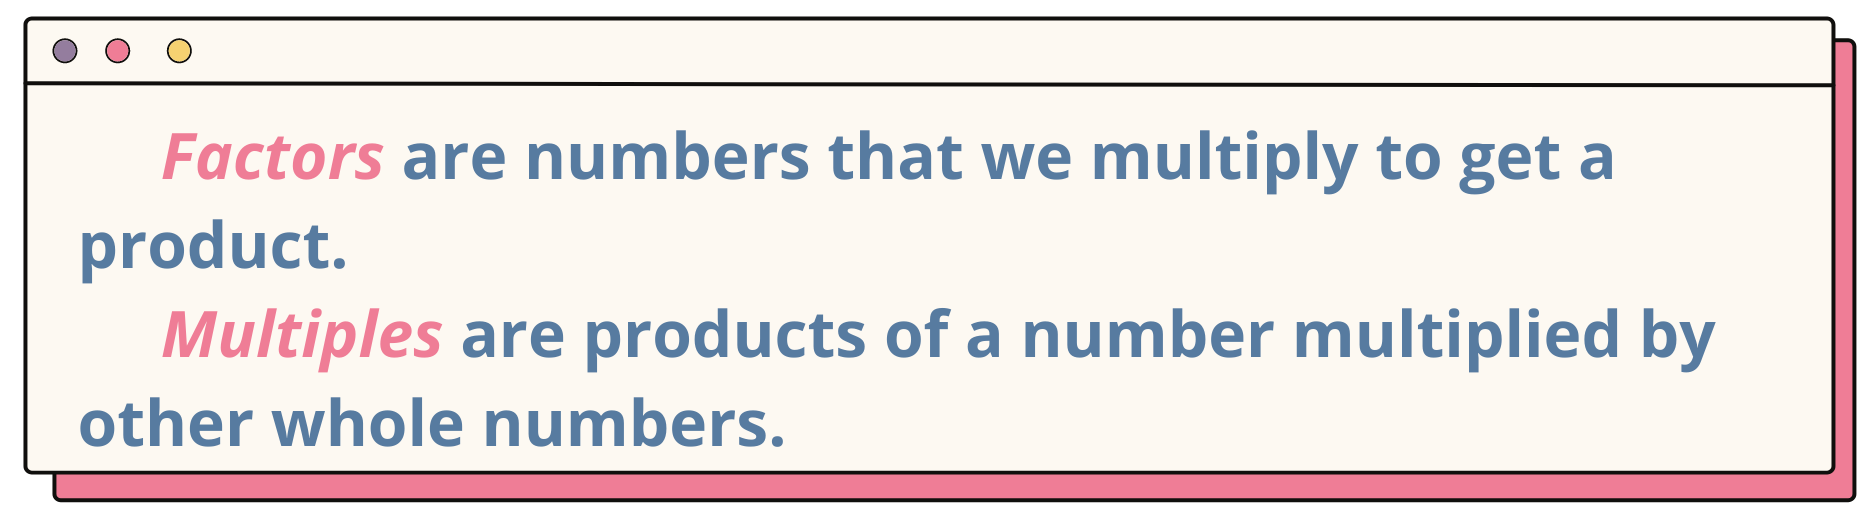 Factors are numbers that we multiply to get a
product.
Multiples are products of a number multiplied by
other whole numbers.